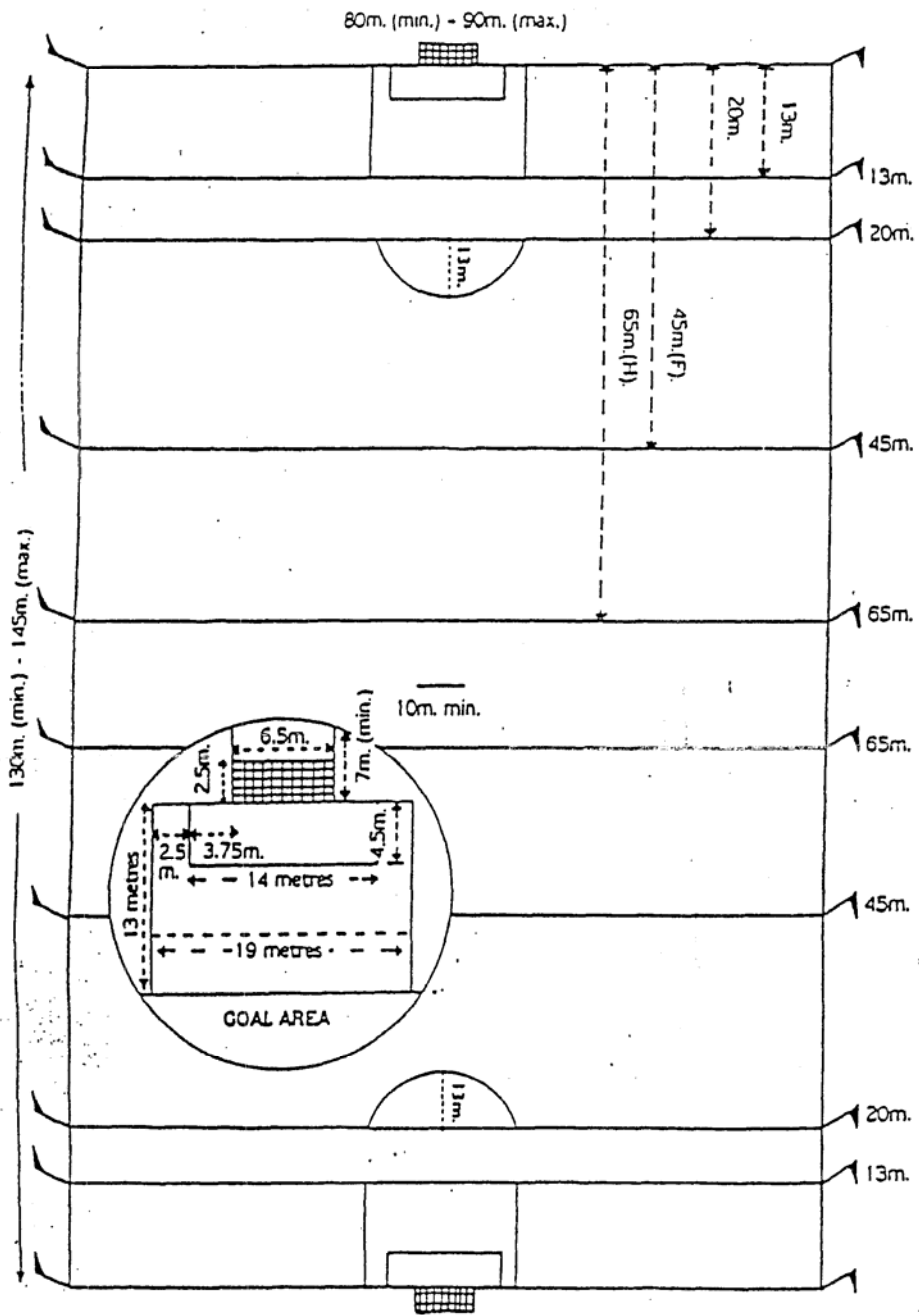 80m. (min.) - 90m. (max.)
13m.
20m.
13m.
20m.
13m.
45m.(F).
65m.(H).
45m.
130m. (min.) - 145m. (max.)
65m.
10m. min.
65m.
6.5m.
7m. (min.)
2.5m.
2.5
m.
3.75m.
4.5m.
14 metres
13 metres
45m.
19 metres
GOAL AREA
13m.
20m.
13m.